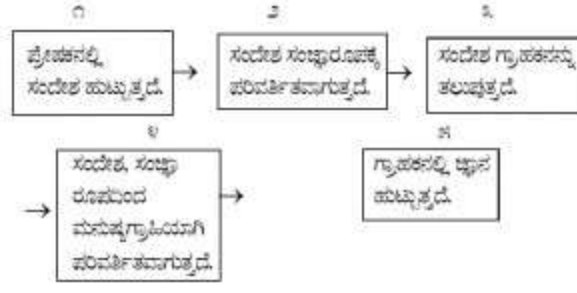 ೧
ಪ್ರೇಷಕನಲ್ಲಿ
ಸಂದೇಶ ಹುಟ್ಟುತ್ತದೆ.
೨
ಸಂದೇಶ ಸಂಜ್ಞಾರೂಪಕ್ಕೆ
ಪರಿವರ್ತಿತವಾಗುತ್ತದೆ.
೩
ಸಂದೇಶ ಗ್ರಾಹಕನನ್ನು
ತಲುಪುತ್ತದೆ.
೪
ಸಂದೇಶ, ಸಂಜ್ಞಾ
ರೂಪದಿಂದ
ಮನುಷ್ಯಗ್ರಾಹಿಯಾಗಿ
ಪರಿವರ್ತಿತವಾಗುತ್ತದೆ.
೫
ಗ್ರಾಹಕನಲ್ಲಿ ಜ್ಞಾನ
ಹುಟ್ಟುತ್ತದೆ.